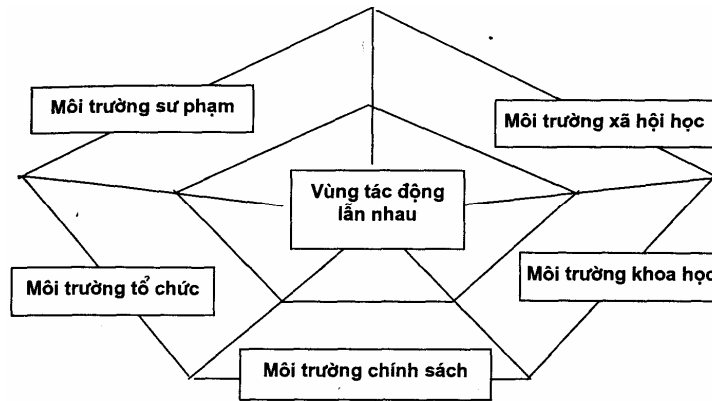 Môi trường sư phạm
Môi trường xã hội học
Vùng tác động
lẫn nhau
Môi trường tổ chức
Môi trường khoa học
Môi trường chính sách